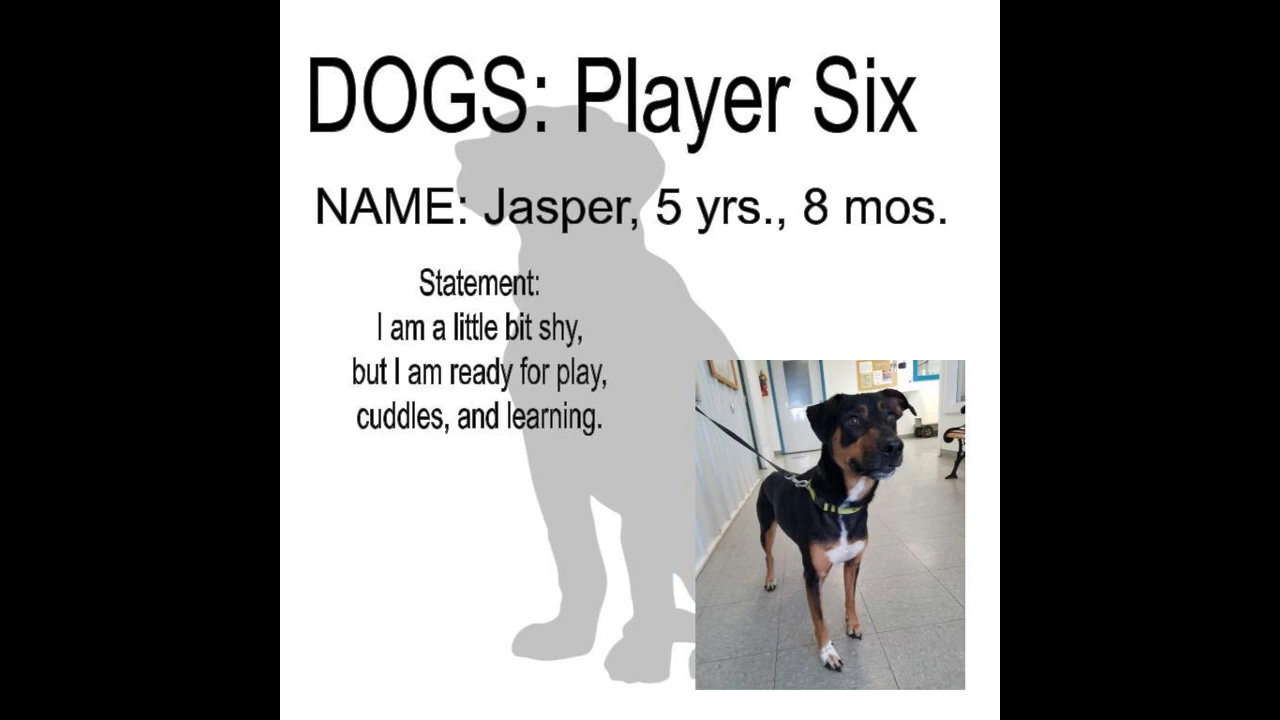 DOGS: Player Six
NAME: Jasper, 5 yrs., 8 mos.
Statement:
I am a little bit shy,
but I am ready for play,
cuddles, and learning.